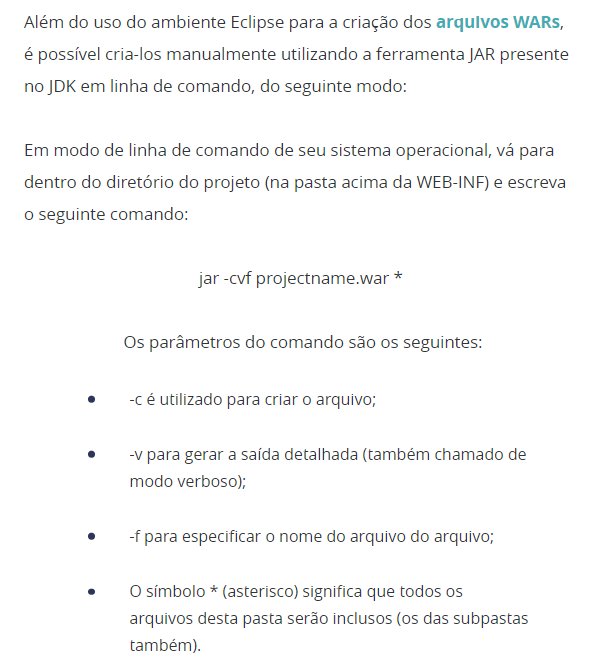 Além do uso do ambiente Eclipse para a criação dos arquivos WARs,
é possível cria-los manualmente utilizando a ferramenta JAR presente
no JDK em linha de comando, do seguinte modo:
Em modo de linha de comando de seu sistema operacional, vá para
dentro do diretório do projeto (na pasta acima da WEB-INF) e escreva
o seguinte comando:
jar -cvf projectname.war *
Os parâmetros do comando são os seguintes:
● -c é utilizado para criar o arquivo;
● -v para gerar a saída detalhada (também chamado de
modo verboso);
● -f para especificar o nome do arquivo do arquivo;
● O símbolo * (asterisco) significa que todos os
arquivos desta pasta serão inclusos (os das subpastas
também).